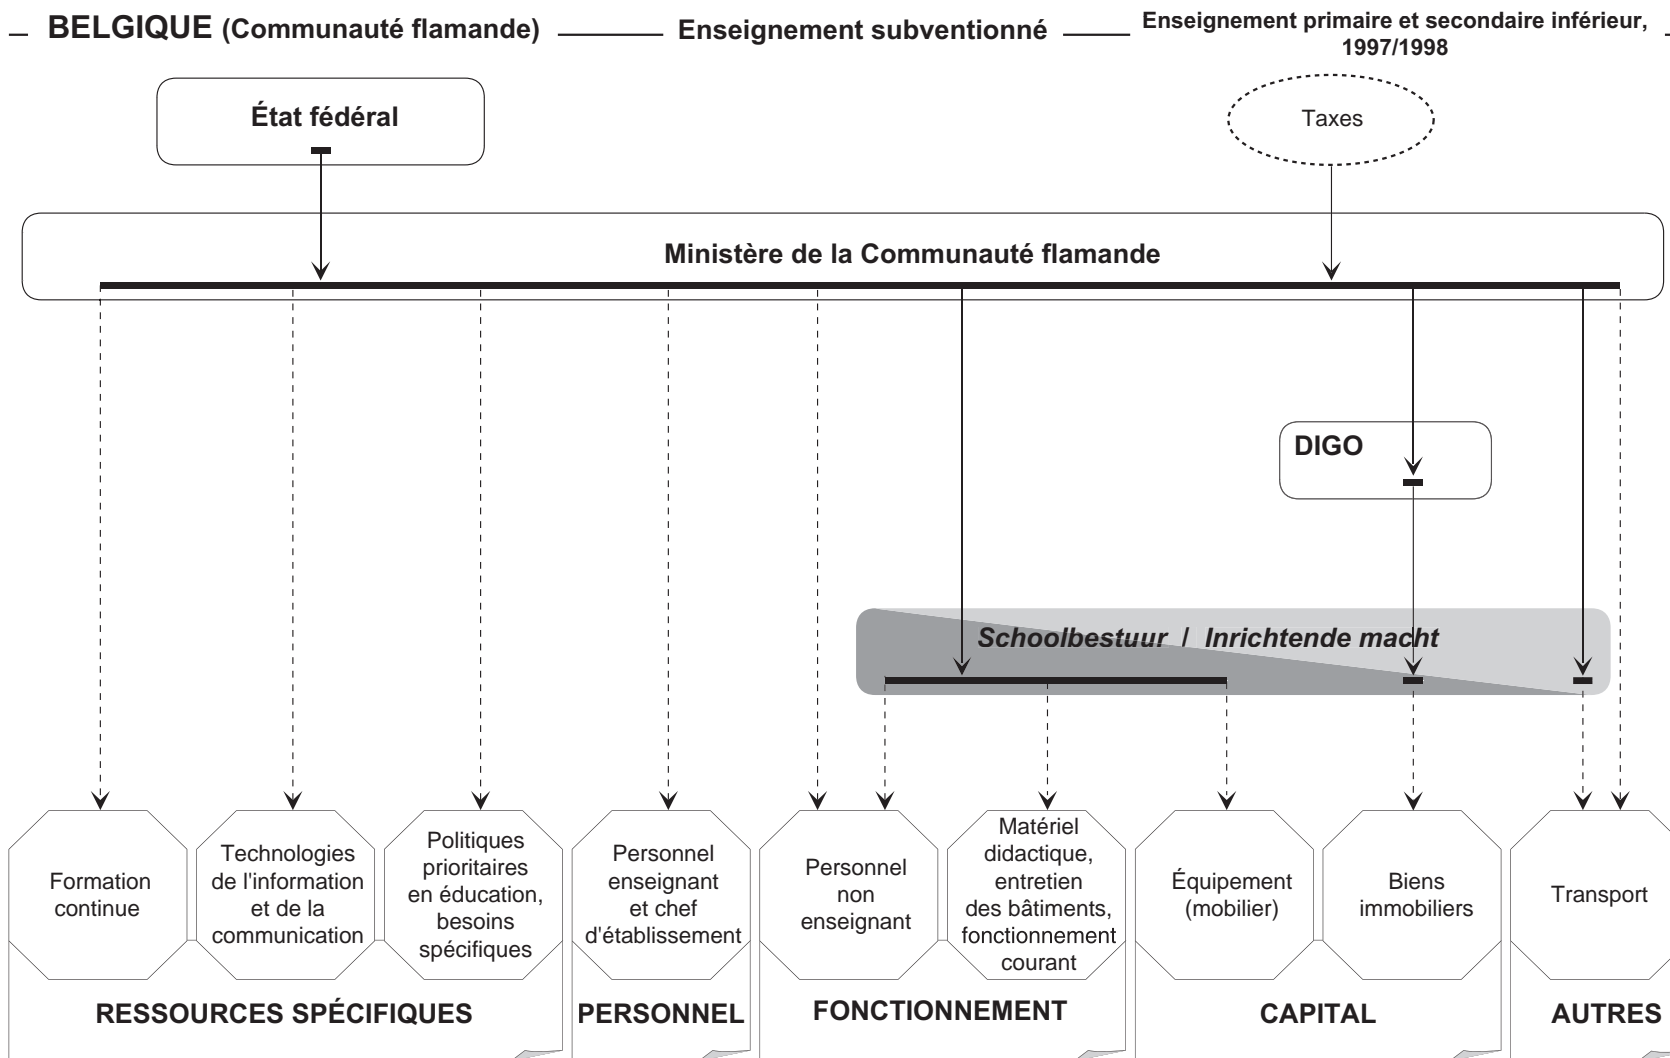 BELGIQUE (Communauté flamande)
Enseignement subventionné
Enseignement primaire et secondaire inférieur,
1997/1998
État fédéral
Taxes
Ministère de la Communauté flamande
DIGO
Schoolbestuur / Inrichtende macht
Formation
continue
Technologies
de l'information
et de la
communication
Politiques
prioritaires
en éducation,
besoins
spécifiques
Personnel
enseignant
et chef
d'établissement
Personnel
non
enseignant
Matériel
didactique,
entretien
des bâtiments,
fonctionnement
courant
Équipement
(mobilier)
Biens
immobiliers
Transport
RESSOURCES SPÉCIFIQUES
PERSONNEL
FONCTIONNEMENT
CAPITAL
AUTRES